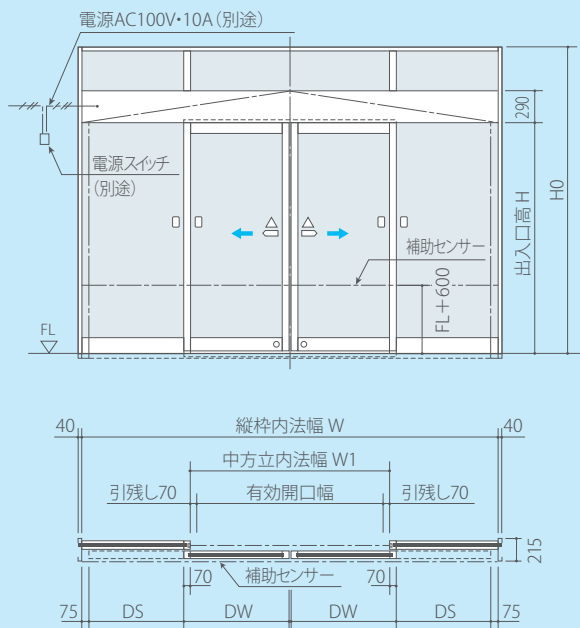 電源AC100V・10A（別途）
電源スイッチ
（別途）
補助センサー
FL＋600
290
出入口高 H
H0
FL
40
縦枠内法幅 W
40
中方立内法幅 W1
引残し70
有効開口幅
引残し70
215
70
補助センサー
70
75
DS
DW
DW
DS
75